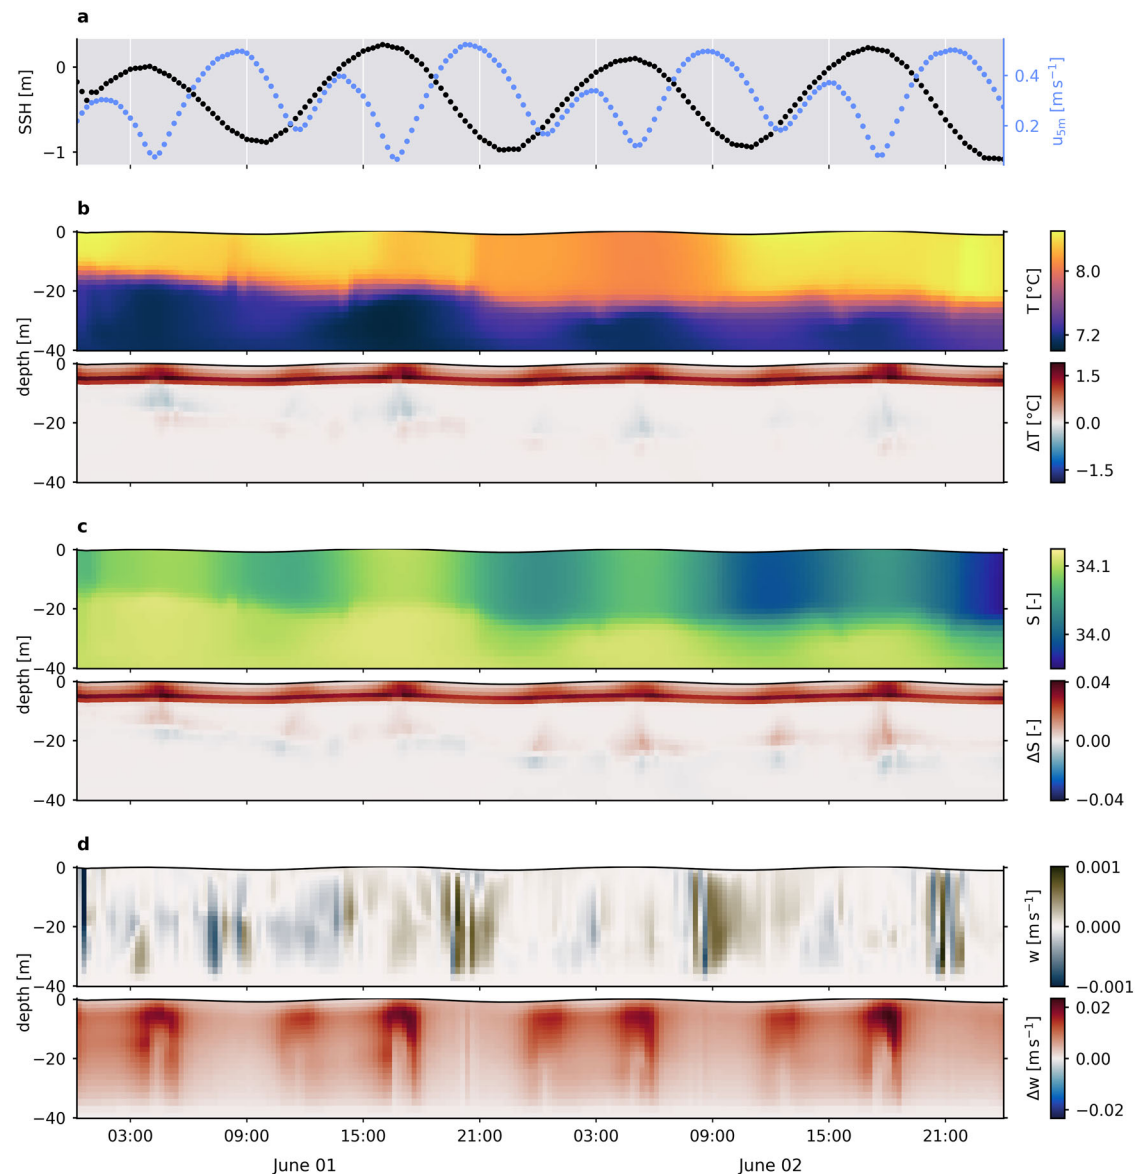 a
0
−1
SSH [m]
0.4
0.2
u5m [m s−1]
b
0
−20
−40
8.0
7.2
T [°C]
0
−20
−40
depth [m]
1.5
0.0
−1.5
ΔT [°C]
c
0
−20
−40
34.1
34.0
S [-]
0
−20
−40
depth [m]
0.04
0.00
−0.04
ΔS [-]
d
0
−20
−40
0.001
0.000
−0.001
w [m s−1]
0
−20
−40
depth [m]
0.02
0.00
−0.02
Δw [m s−1]
03:00 09:00 15:00 21:00 03:00 09:00 15:00 21:00
June 01 June 02